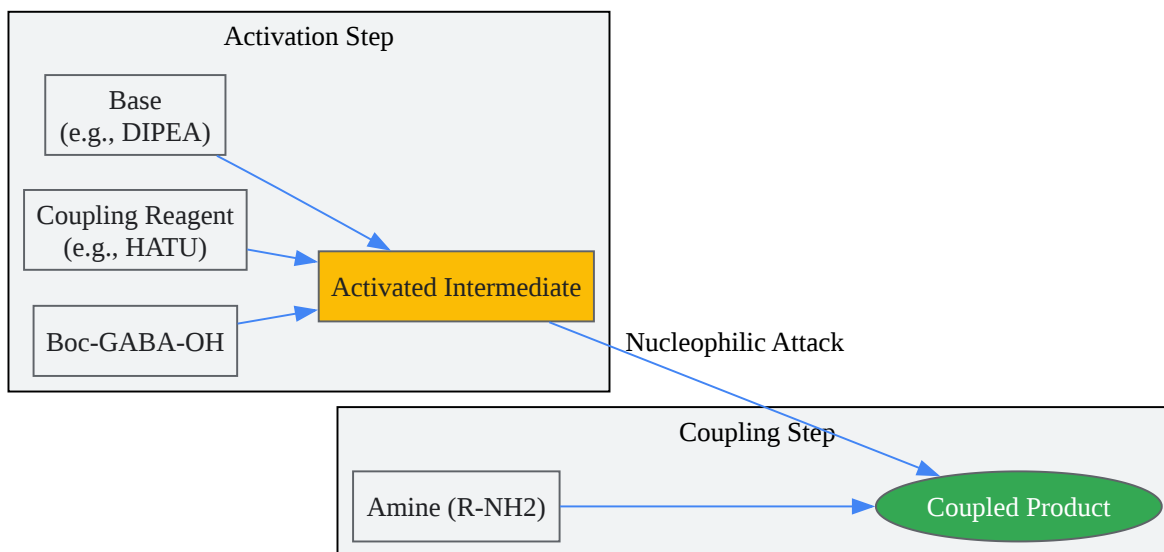 Activation Step
Base
(e.g., DIPEA)
Coupling Reagent
(e.g., HATU)
Activated Intermediate
Boc-GABA-OH
Nucleophilic Attack
Coupling Step
Amine (R-NH2)
Coupled Product